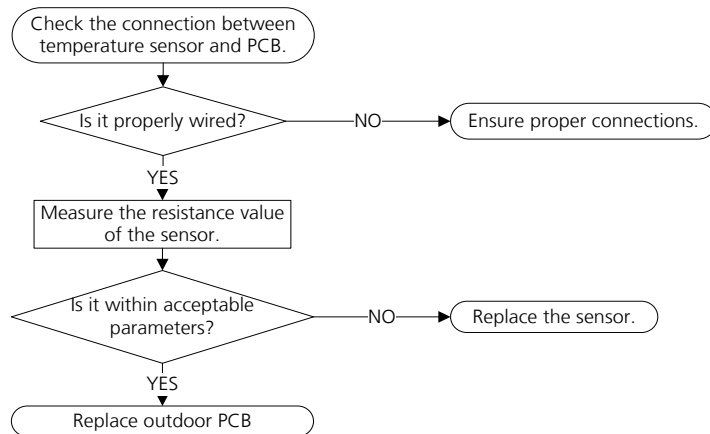 Check the connection between
temperature sensor and PCB.
Is it properly wired?
NO
Ensure proper connections.
YES
Measure the resistance value
of the sensor.
Is it within acceptable
parameters?
NO
Replace the sensor.
YES
Replace outdoor PCB